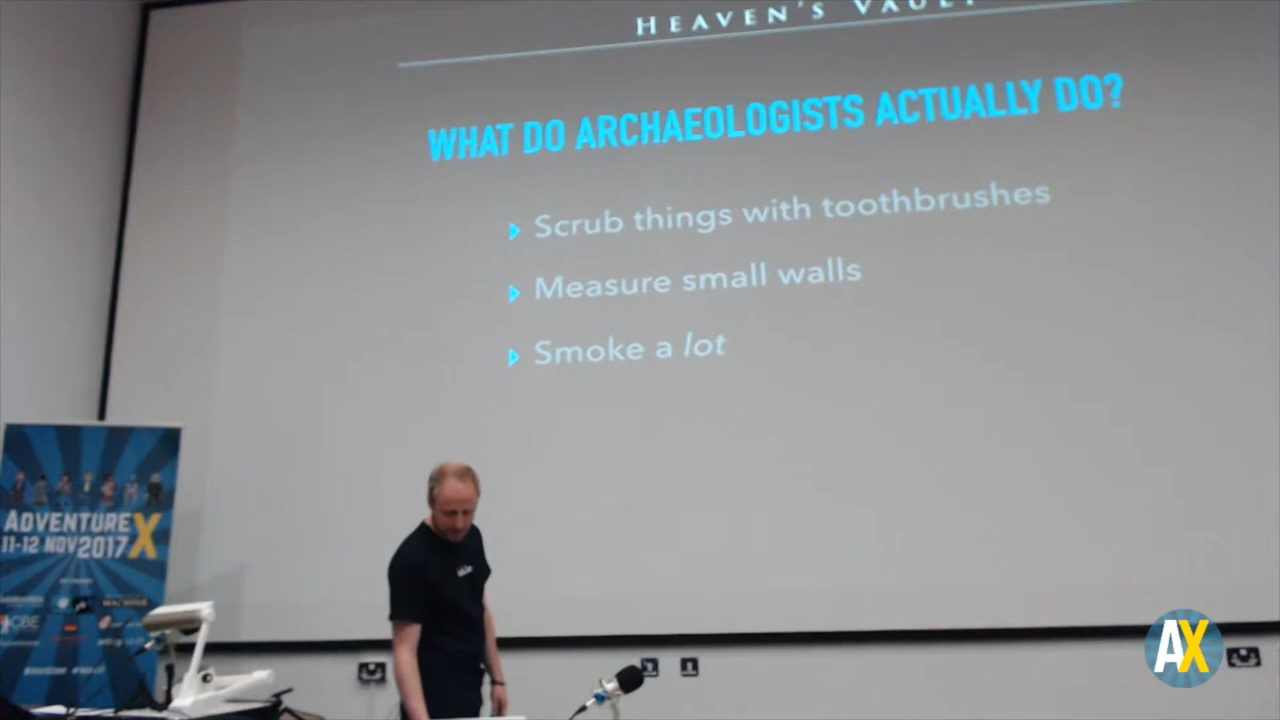 HEAVEN'S VAULT
WHAT DO ARCHAEOLOGISTS ACTUALLY DO?
Scrub things with toothbrushes
Measure small walls
Smoke a lot
ADVENTURE X
11-12 NOV 2017
AX